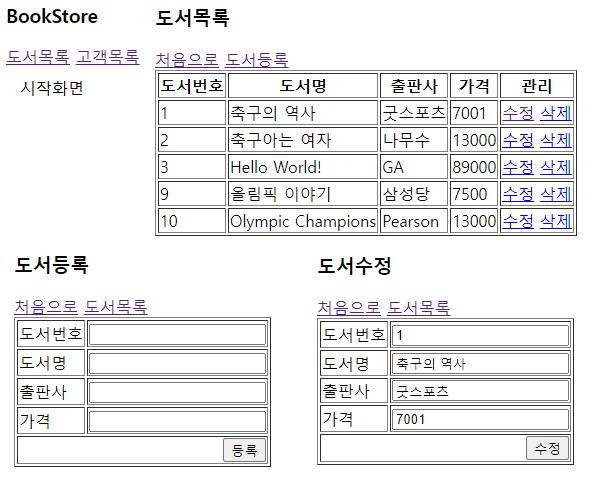 BookStore
도서목록 고객목록
시작화면
도서목록
처음으로 도서등록
도서번호 도서명 출판사 가격 관리
1 축구의 역사 굿스포츠 7001 수정 삭제
2 축구아는 여자 나무수 13000 수정 삭제
3 Hello World! GA 89000 수정 삭제
9 올림픽 이야기 삼성당 7500 수정 삭제
10 Olympic Champions Pearson 13000 수정 삭제
도서등록
처음으로 도서목록
도서번호
도서명
출판사
가격
등록
도서수정
처음으로 도서목록
도서번호 1
도서명 축구의 역사
출판사 굿스포츠
가격 7001
수정